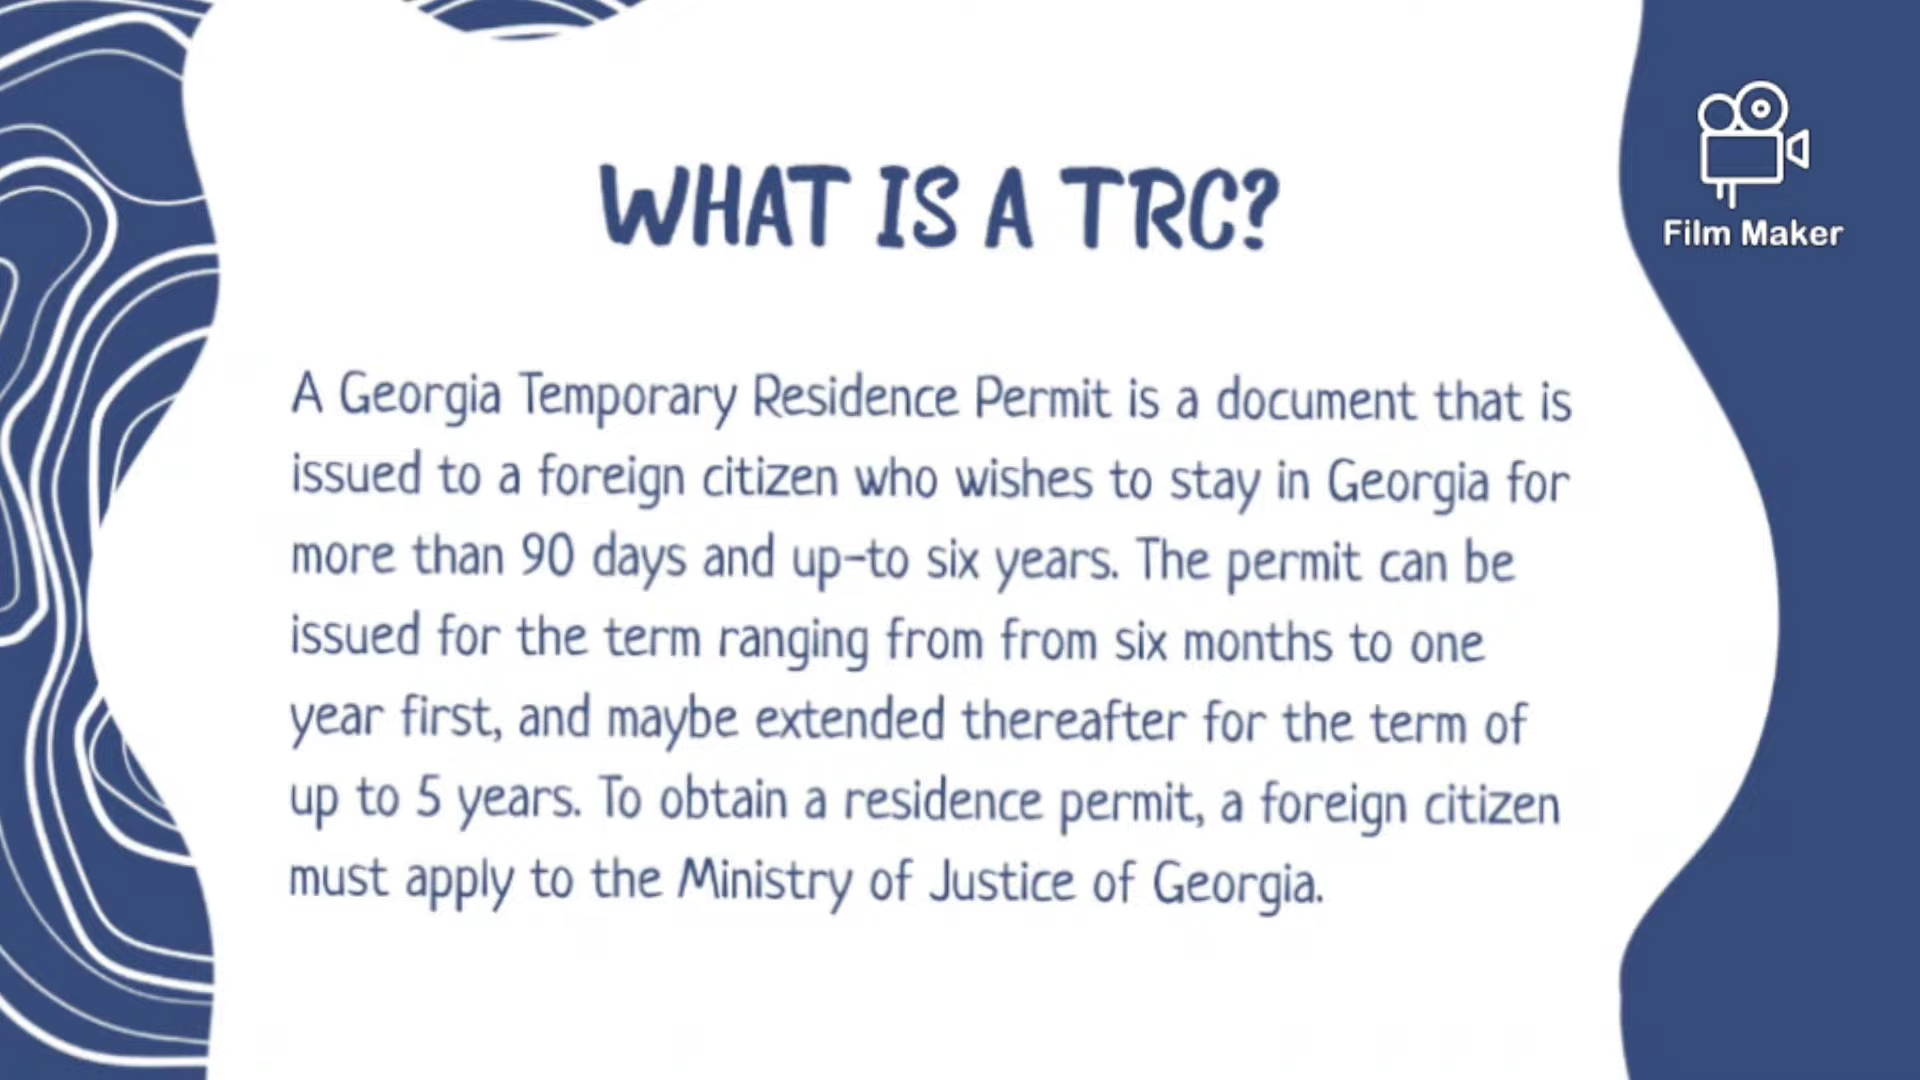 WHAT IS A TRC?
Film Maker
A Georgia Temporary Residence Permit is a document that is
issued to a foreign citizen who wishes to stay in Georgia for
more than 90 days and up-to six years. The permit can be
issued for the term ranging from from six months to one
year first, and maybe extended thereafter for the term of
up to 5 years. To obtain a residence permit, a foreign citizen
must apply to the Ministry of Justice of Georgia.